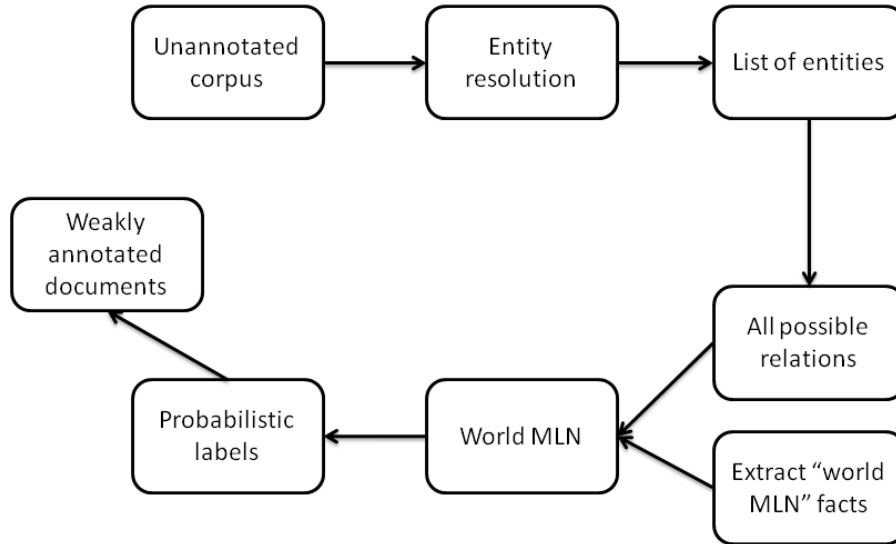 Unannotated
corpus
Entity
resolution
List of entities
All possible
relations
Extract “world
MLN” facts
World MLN
Probabilistic
labels
Weakly
annotated
documents